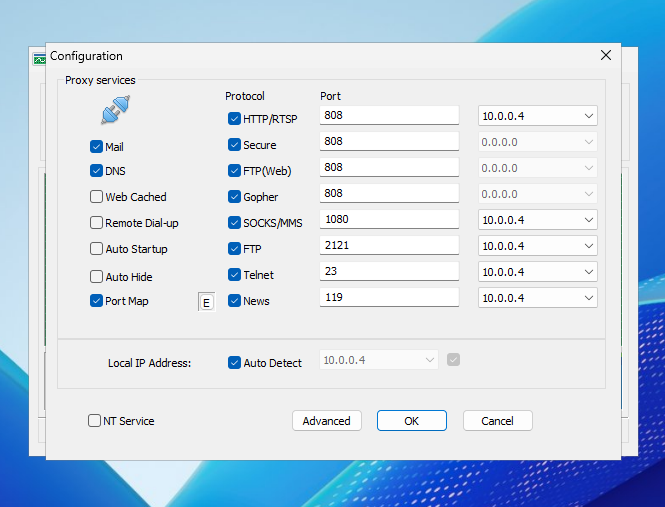 Configuration
Proxy services
Protocol Port
HTTP/RTSP 808 10.0.0.4
Mail Secure 808 0.0.0.0
DNS FTP(Web) 808 0.0.0.0
Web Cached Gopher 808 0.0.0.0
Remote Dial-up SOCKS/MMS 1080 10.0.0.4
Auto Startup FTP 2121 10.0.0.4
Auto Hide Telnet 23 10.0.0.4
Port Map E News 119 10.0.0.4
Local IP Address: Auto Detect 10.0.0.4
NT Service Advanced OK Cancel